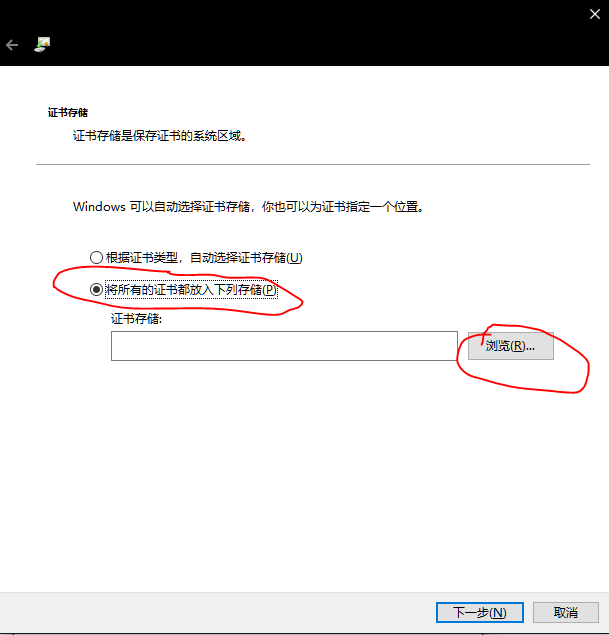 证书存储
证书存储是保存证书的系统区域。
Windows 可以自动选择证书存储，你也可以为证书指定一个位置。
根据证书类型，自动选择证书存储(U)
将所有的证书都放入下列存储(P)
证书存储:
浏览(R)...
下一步(N)
取消